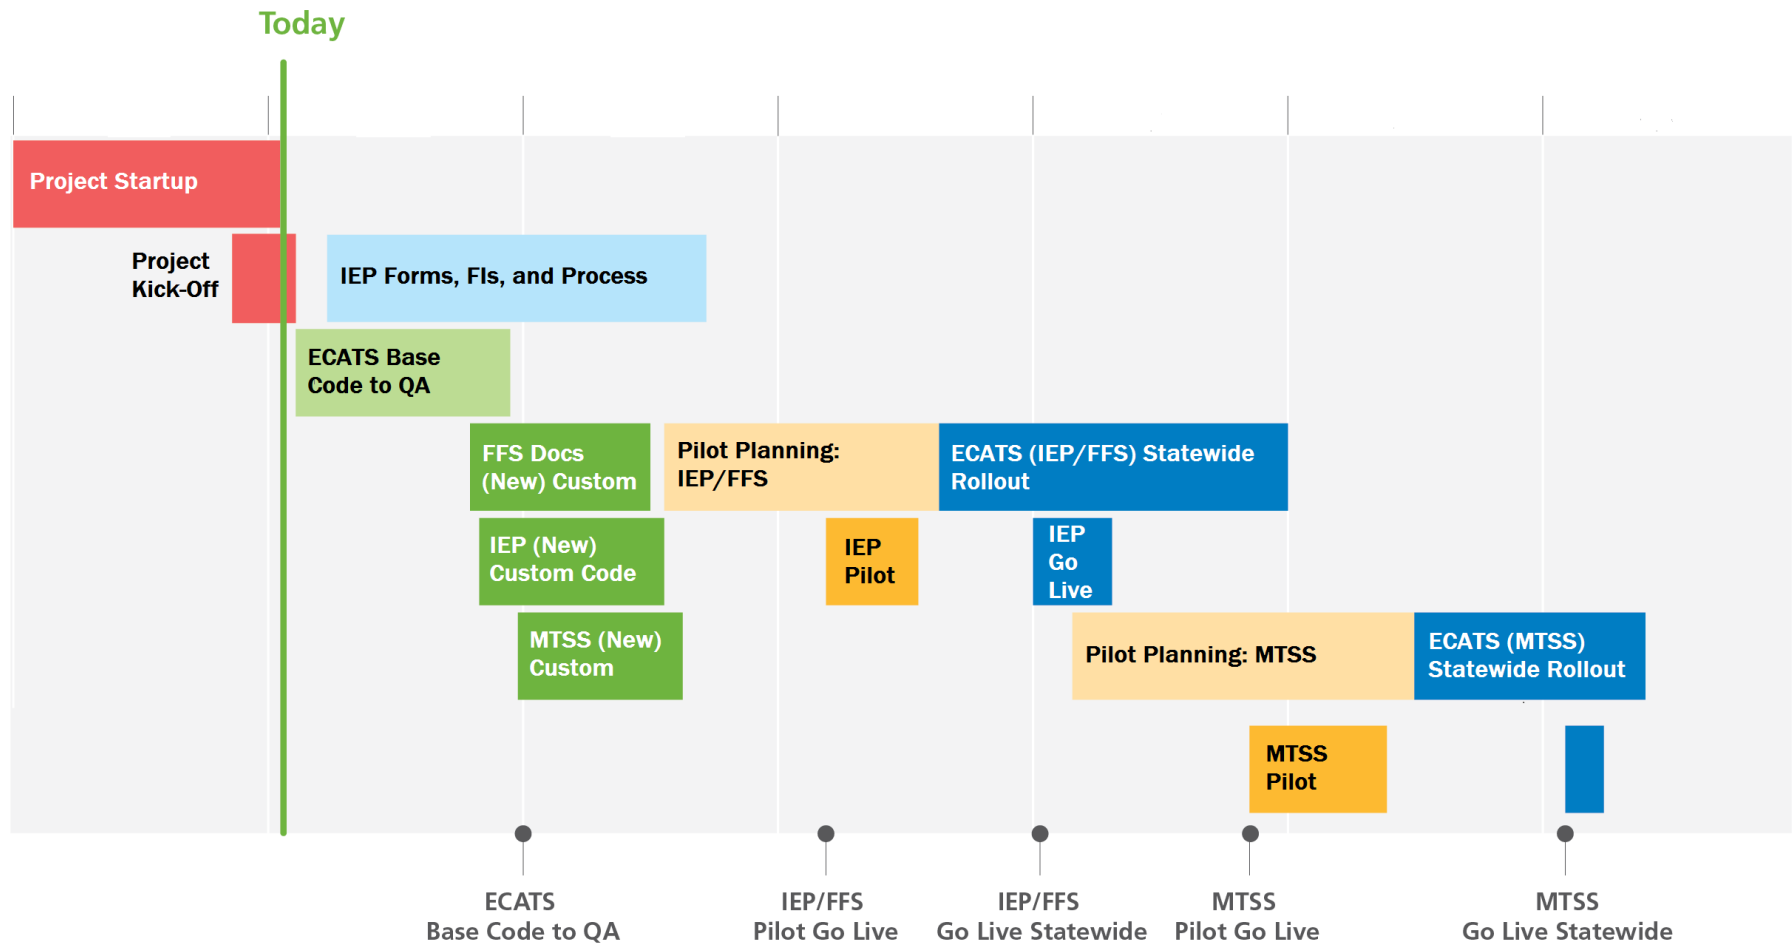 Today
Project Startup
Project
Kick-Off
IEP Forms, FIs, and Process
ECATS Base
Code to QA
FFS Docs
(New) Custom
Pilot Planning:
IEP/FFS
ECATS (IEP/FFS) Statewide
Rollout
IEP (New)
Custom Code
IEP
Pilot
IEP
Go
Live
MTSS (New)
Custom
Pilot Planning: MTSS
ECATS (MTSS)
Statewide Rollout
MTSS
Pilot
ECATS
Base Code to QA
IEP/FFS
Pilot Go Live
IEP/FFS
Go Live Statewide
MTSS
Pilot Go Live
MTSS
Go Live Statewide